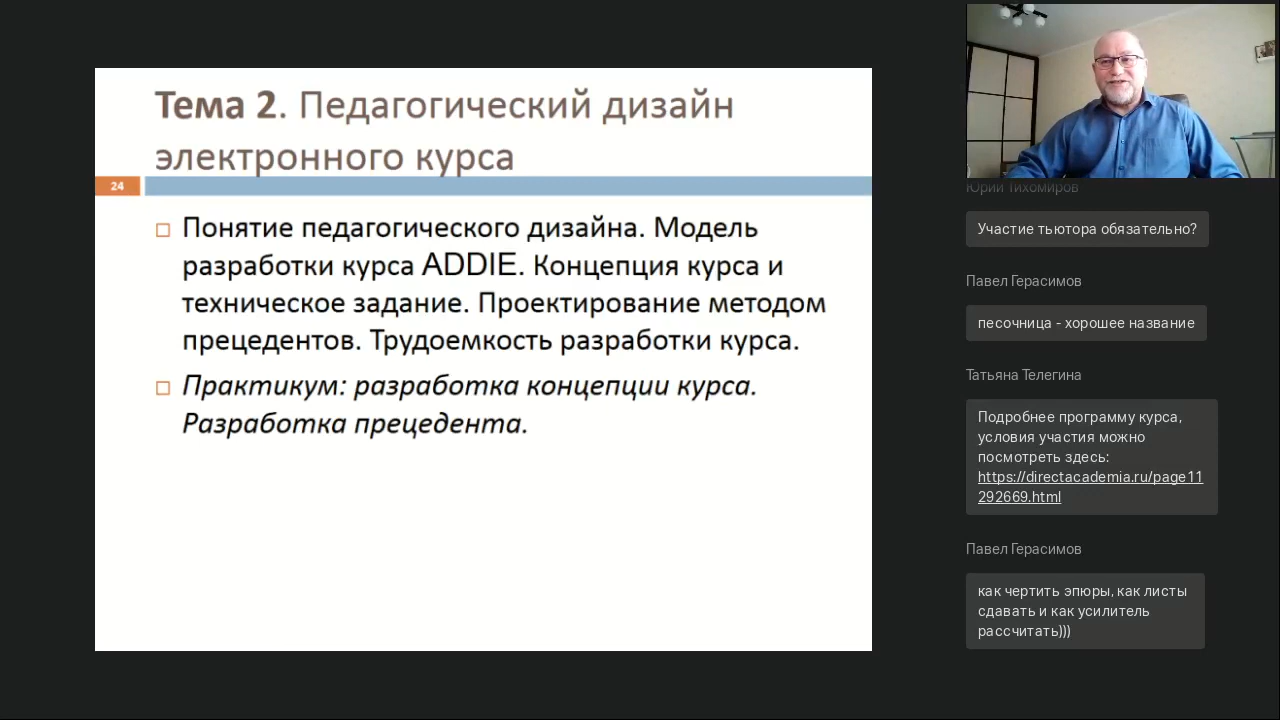 Тема 2. Педагогический дизайн
электронного курса
24
Понятие педагогического дизайна. Модель
разработки курса ADDIE. Концепция курса и
техническое задание. Проектирование методом
прецедентов. Трудоемкость разработки курса.
Практикум: разработка концепции курса.
Разработка прецедента.
Юрий Тихомиров
Участие тьютора обязательно?
Павел Герасимов
песочница - хорошее название
Татьяна Телегина
Подробнее программу курса,
условия участия можно
посмотреть здесь:
https://directacademia.ru/page11
292669.html
Павел Герасимов
как чертить эпюры, как листы
сдавать и как усилитель
рассчитать)))